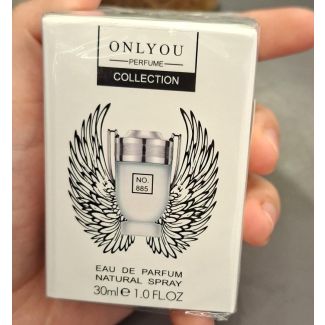 ONLYOU
PERFUME
COLLECTION
NO.
885
EAU DE PARFUM
NATURAL SPRAY
30ml e 1.0 FL.OZ